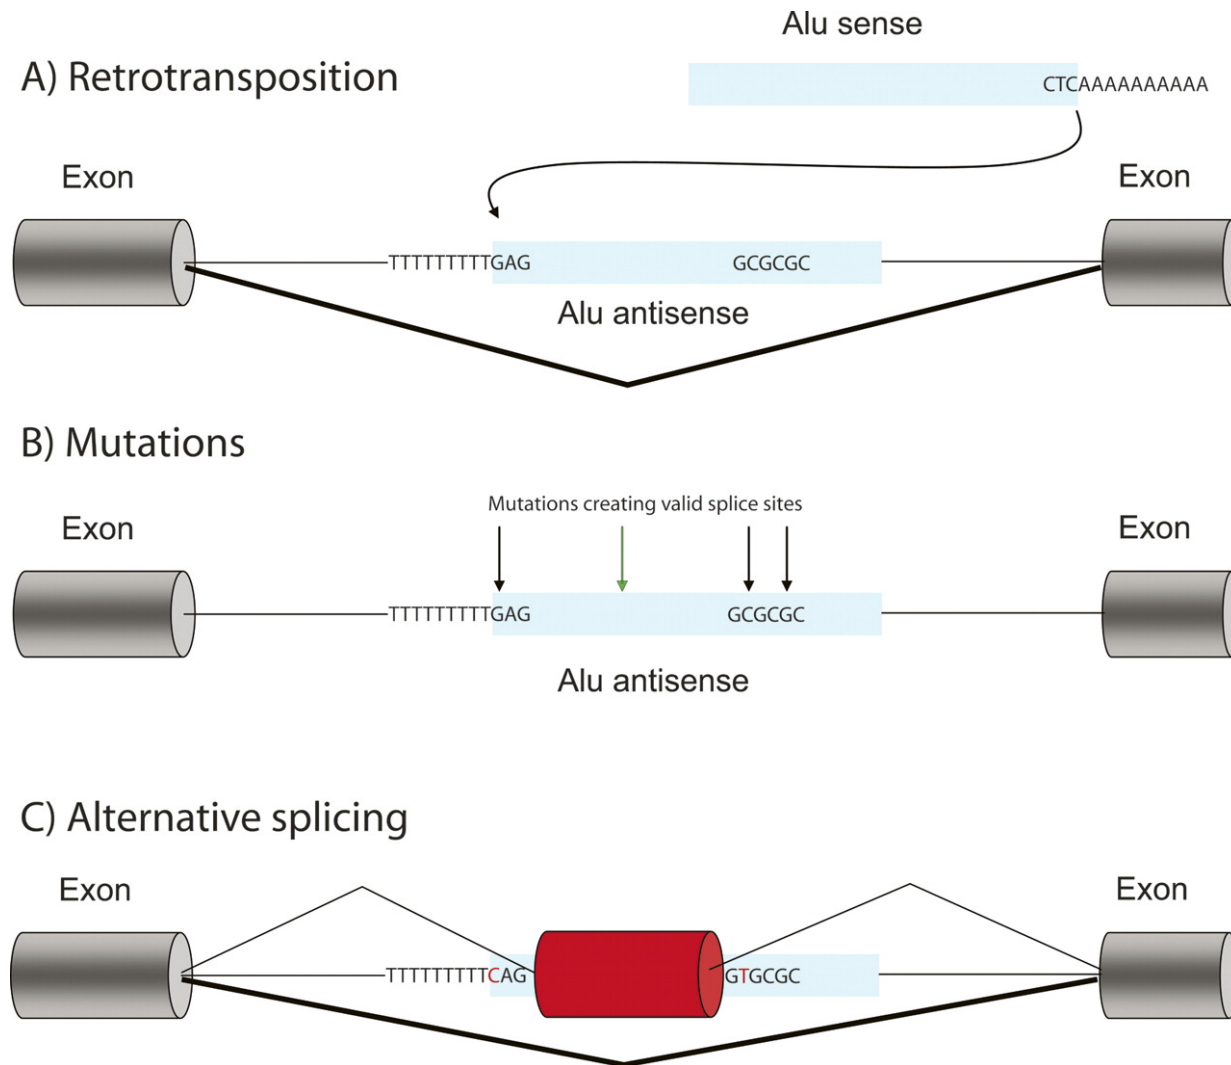 Alu sense
A) Retrotransposition
CTCAAAAAAAAAA
Exon
Exon
TTTTTTTTTGAG
GCGCGC
Alu antisense
B) Mutations
Mutations creating valid splice sites
Exon
Exon
TTTTTTTTTGAG
GCGCGC
Alu antisense
C) Alternative splicing
Exon
Exon
TTTTTTTTTCAG
GTGCGC